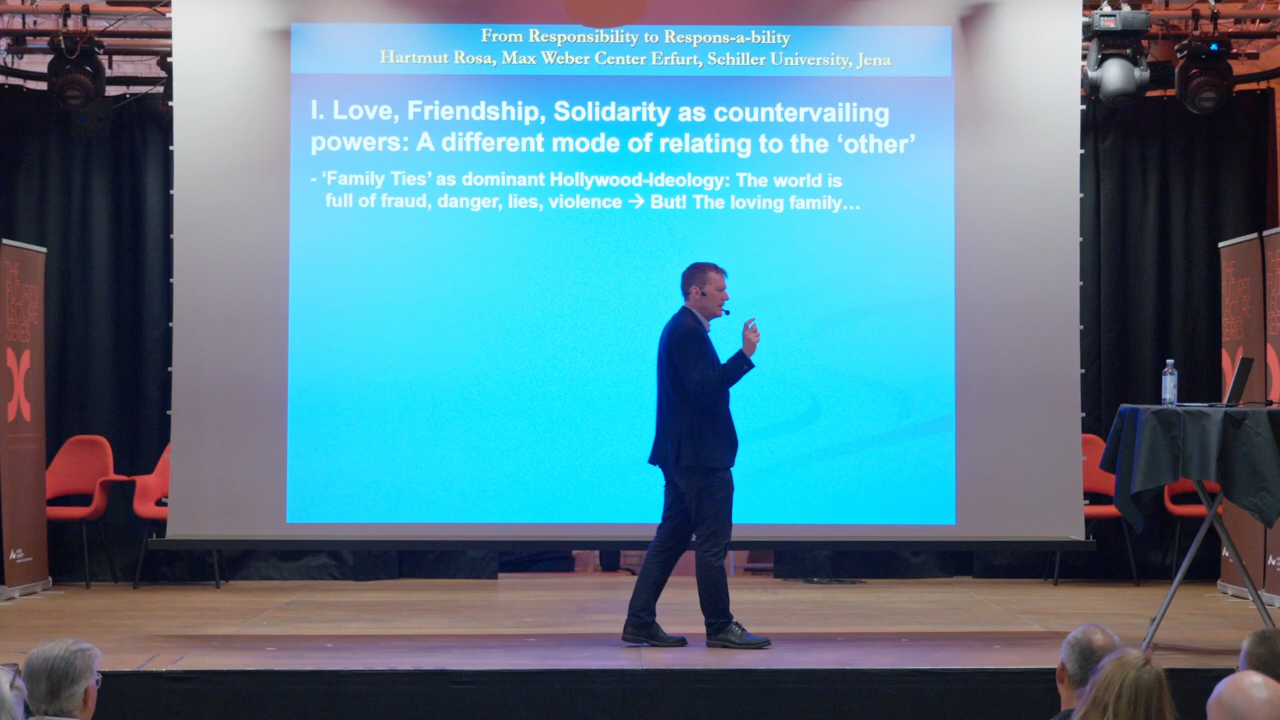 From Responsibility to Respons-a-bility
Hartmut Rosa, Max Weber Center Erfurt, Schiller University, Jena
I. Love, Friendship, Solidarity as countervailing
powers: A different mode of relating to the ‘other’
- ‘Family Ties’ as dominant Hollywood-Ideology: The world is
full of fraud, danger, lies, violence → But! The loving family…
THE
SERIES